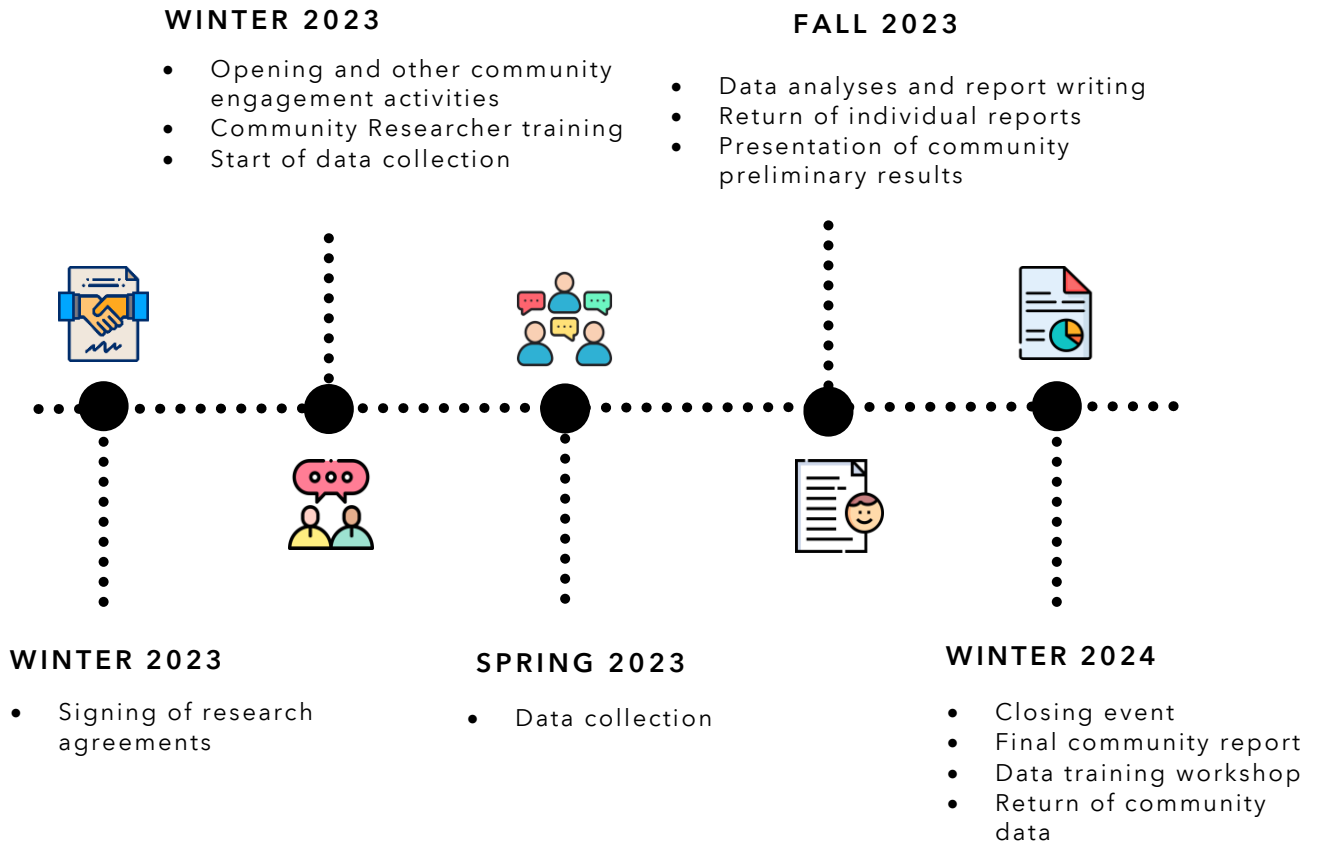 WINTER 2023
• Opening and other community
engagement activities
• Community Researcher training
• Start of data collection
FALL 2023
• Data analyses and report writing
• Return of individual reports
• Presentation of community
preliminary results
WINTER 2023
• Signing of research
agreements
SPRING 2023
• Data collection
WINTER 2024
• Closing event
• Final community report
• Data training workshop
• Return of community
data